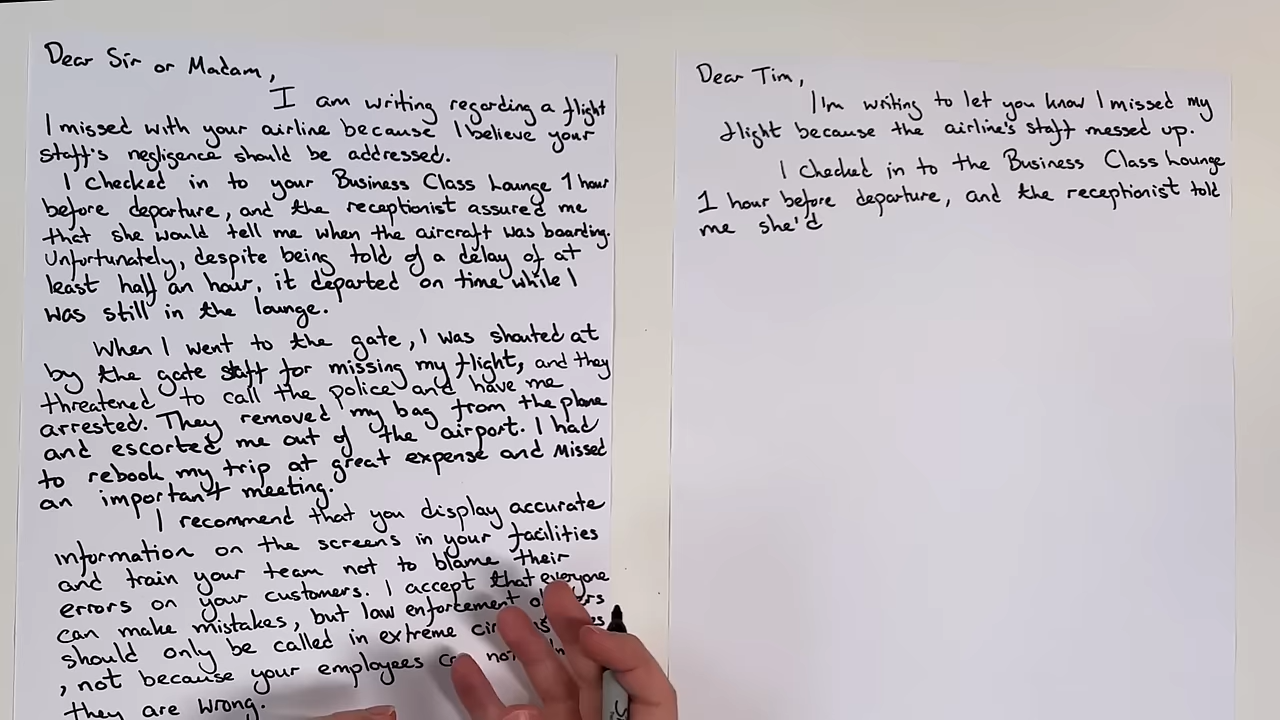 Dear Sir or Madam,
I am writing regarding a flight
I missed with your airline because I believe your
staff's negligence should be addressed.
I checked in to your Business Class Lounge 1 hour
before departure, and the receptionist assured me
that she would tell me when the aircraft was boarding.
Unfortunately, despite being told of a delay of at
least half an hour, it departed on time while I
was still in the lounge.
When I went to the gate, I was shouted at
by the gate staff for missing my flight, and they
threatened to call the police and have me
arrested. They removed my bag from the plane
and escorted me out of the airport. I had
to rebook my trip at great expense and missed
an important meeting.
I recommend that you display accurate
information on the screens in your facilities
and train your team not to blame their
errors on your customers. I accept that everyone
can make mistakes, but law enforcement
should only be called in extreme
, not because your employees
they are wrong.
Dear Tim,
I'm writing to let you know I missed my
flight because the airline's staff messed up.
I checked in to the Business Class Lounge
1 hour before departure, and the receptionist told
me she'd